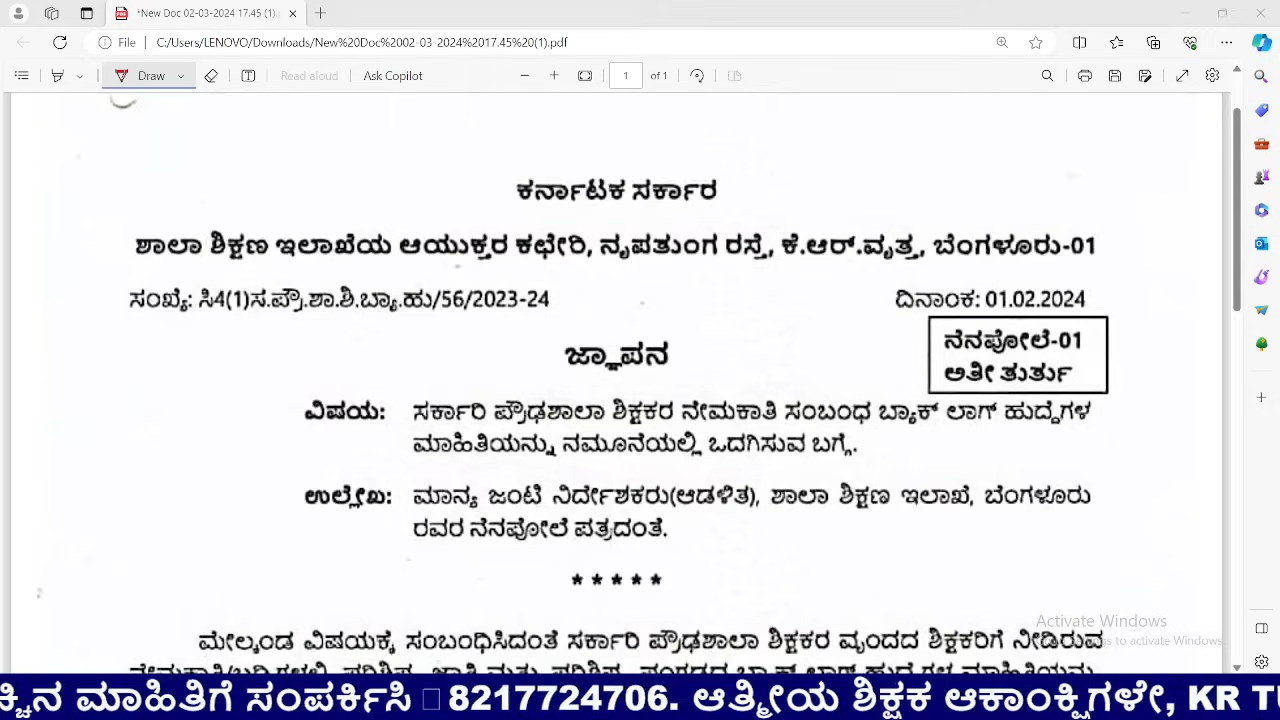 *New Doc 02-03-2024 17.45 (1).
File C:/Users/LENOVO/Downloads/New%20Doc%2002-03-2024%2017.45%20(1).pdf
Draw Read aloud Ask Copilot 1 of 1
ಕರ್ನಾಟಕ ಸರ್ಕಾರ
ಶಾಲಾ ಶಿಕ್ಷಣ ಇಲಾಖೆಯ ಆಯುಕ್ತರ ಕಛೇರಿ, ನೃಪತುಂಗ ರಸ್ತೆ, ಕೆ.ಆರ್.ವೃತ್ತ, ಬೆಂಗಳೂರು-01
ಸಂಖ್ಯೆ: ಸಿ4(1)ಸ.ಪ್ರೌ.ಶಾ.ಶಿ.ಬ್ಯಾ.ಹು/56/2023-24 ದಿನಾಂಕ: 01.02.2024
ನೆನಪೋಲೆ-01
ಅತೀ ತುರ್ತು
ಜ್ಞಾಪನ
ವಿಷಯ: ಸರ್ಕಾರಿ ಪ್ರೌಢಶಾಲಾ ಶಿಕ್ಷಕರ ನೇಮಕಾತಿ ಸಂಬಂಧ ಬ್ಯಾಕ್ ಲಾಗ್ ಹುದ್ದೆಗಳ
ಮಾಹಿತಿಯನ್ನು ನಮೂನೆಯಲ್ಲಿ ಒದಗಿಸುವ ಬಗ್ಗೆ.
ಉಲ್ಲೇಖ: ಮಾನ್ಯ ಜಂಟಿ ನಿರ್ದೇಶಕರು(ಆಡಳಿತ), ಶಾಲಾ ಶಿಕ್ಷಣ ಇಲಾಖೆ, ಬೆಂಗಳೂರು
ರವರ ನೆನಪೋಲೆ ಪತ್ರದಂತೆ.
* * * * *
ಮೇಲ್ಕಂಡ ವಿಷಯಕ್ಕೆ ಸಂಬಂಧಿಸಿದಂತೆ ಸರ್ಕಾರಿ ಪ್ರೌಢಶಾಲಾ ಶಿಕ್ಷಕರ ವೃಂದದ ಶಿಕ್ಷಕರಿಗೆ ನೀಡಿರುವ
Activate Windows
to activate Windows.
ಮಾಹಿತಿಗೆ ಸಂಪರ್ಕಿಸಿ 8217724706. ಆತ್ಮೀಯ ಶಿಕ್ಷಕ ಆಕಾಂಕ್ಷಿಗಳೇ, KR